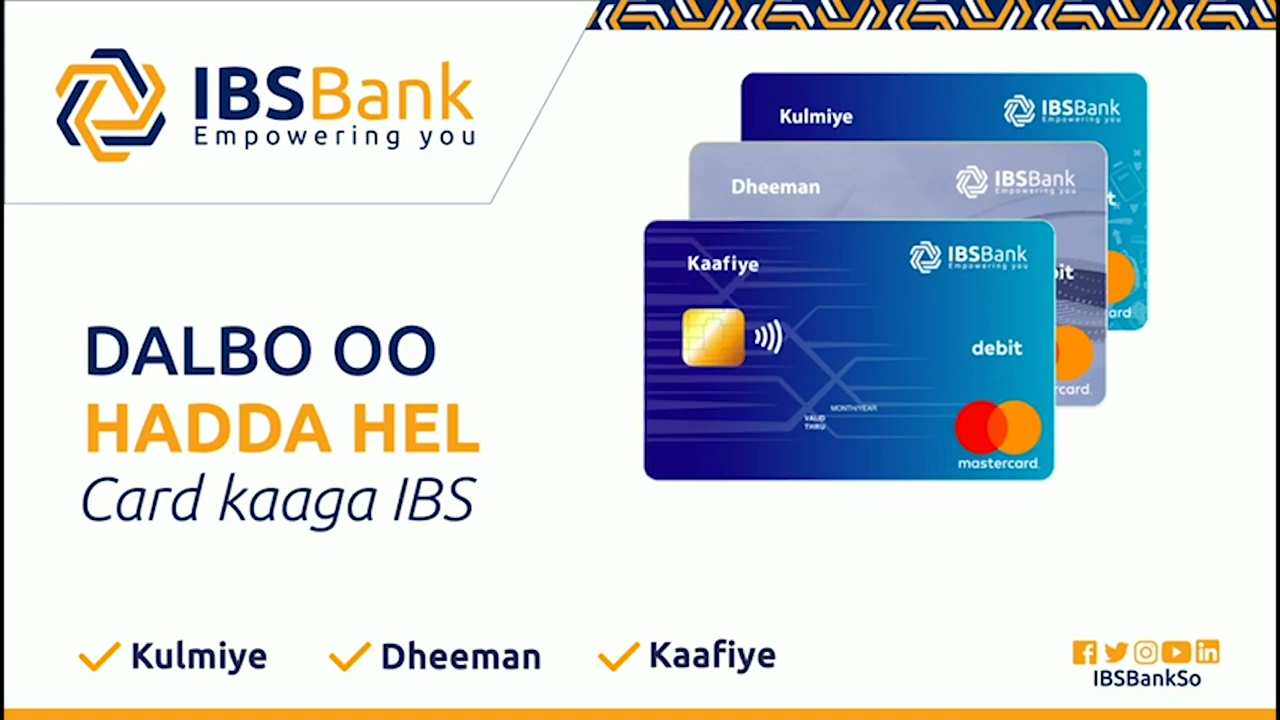 IBSBank
Empowering you
Kulmiye
IBSBank
Empowering you
Dheeman
IBSBank
Empowering you
Kaafiye
IBSBank
Empowering you
debit
MONTH/YEAR
VALID
THRU
mastercard.
DALBO OO
HADDA HEL
Card kaaga IBS
Kulmiye
Dheeman
Kaafiye
IBSBankSo